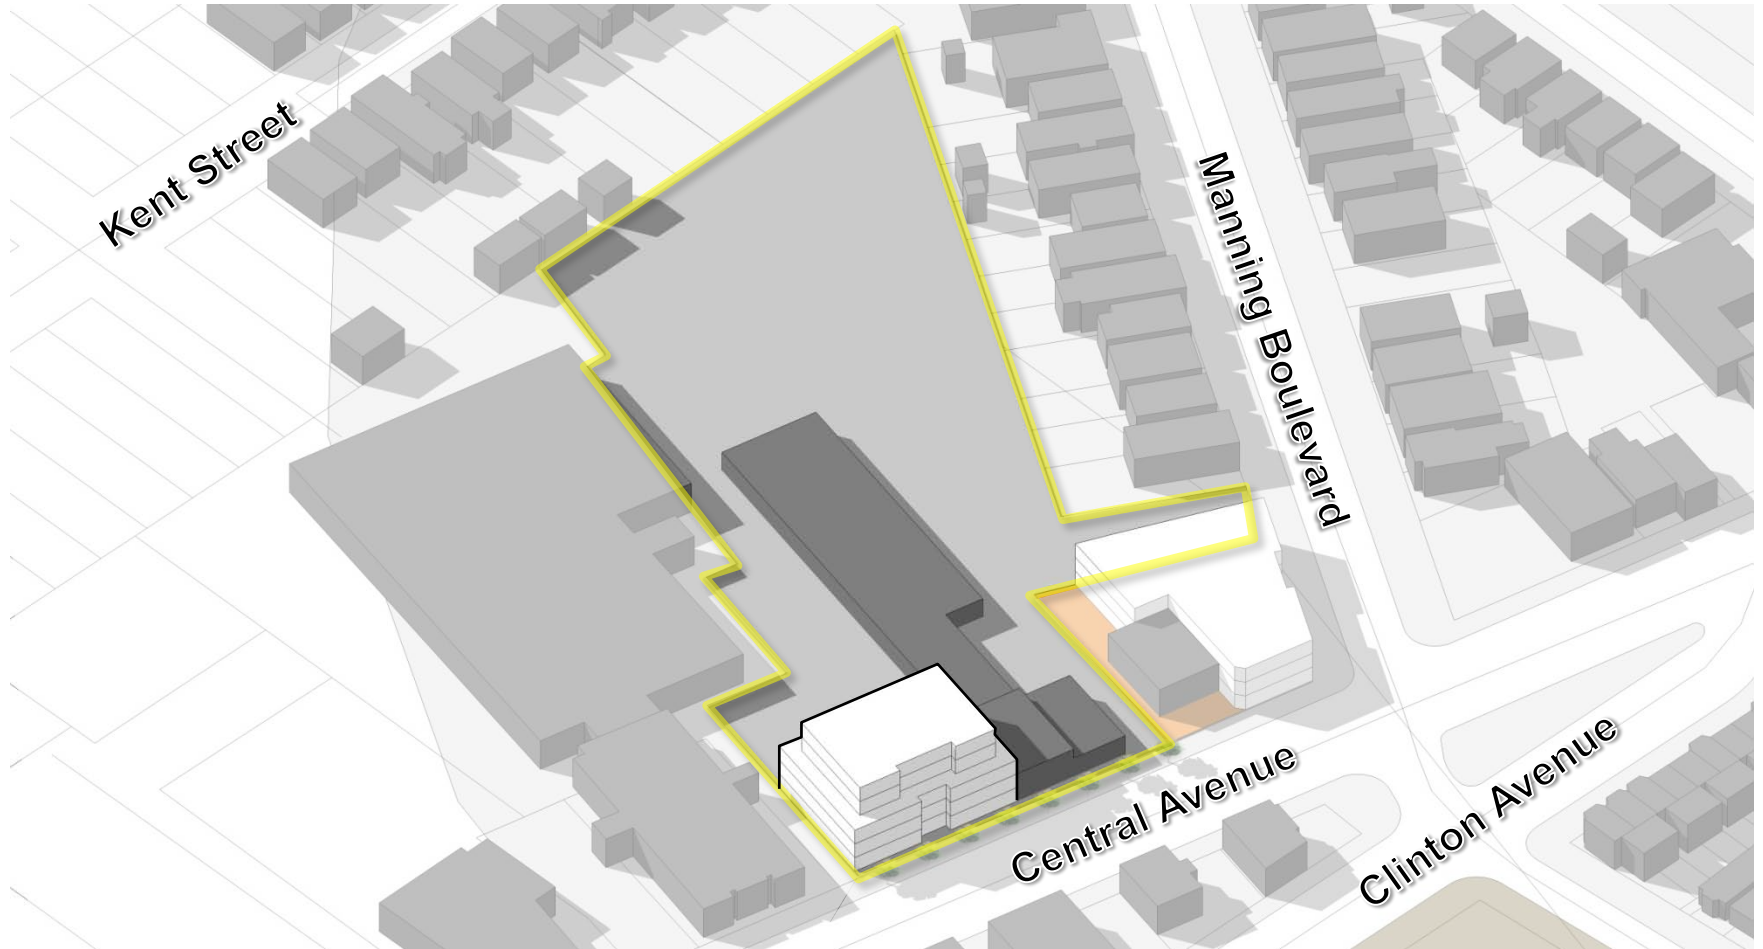 Kent Street
Manning Boulevard
Central Avenue
Clinton Avenue